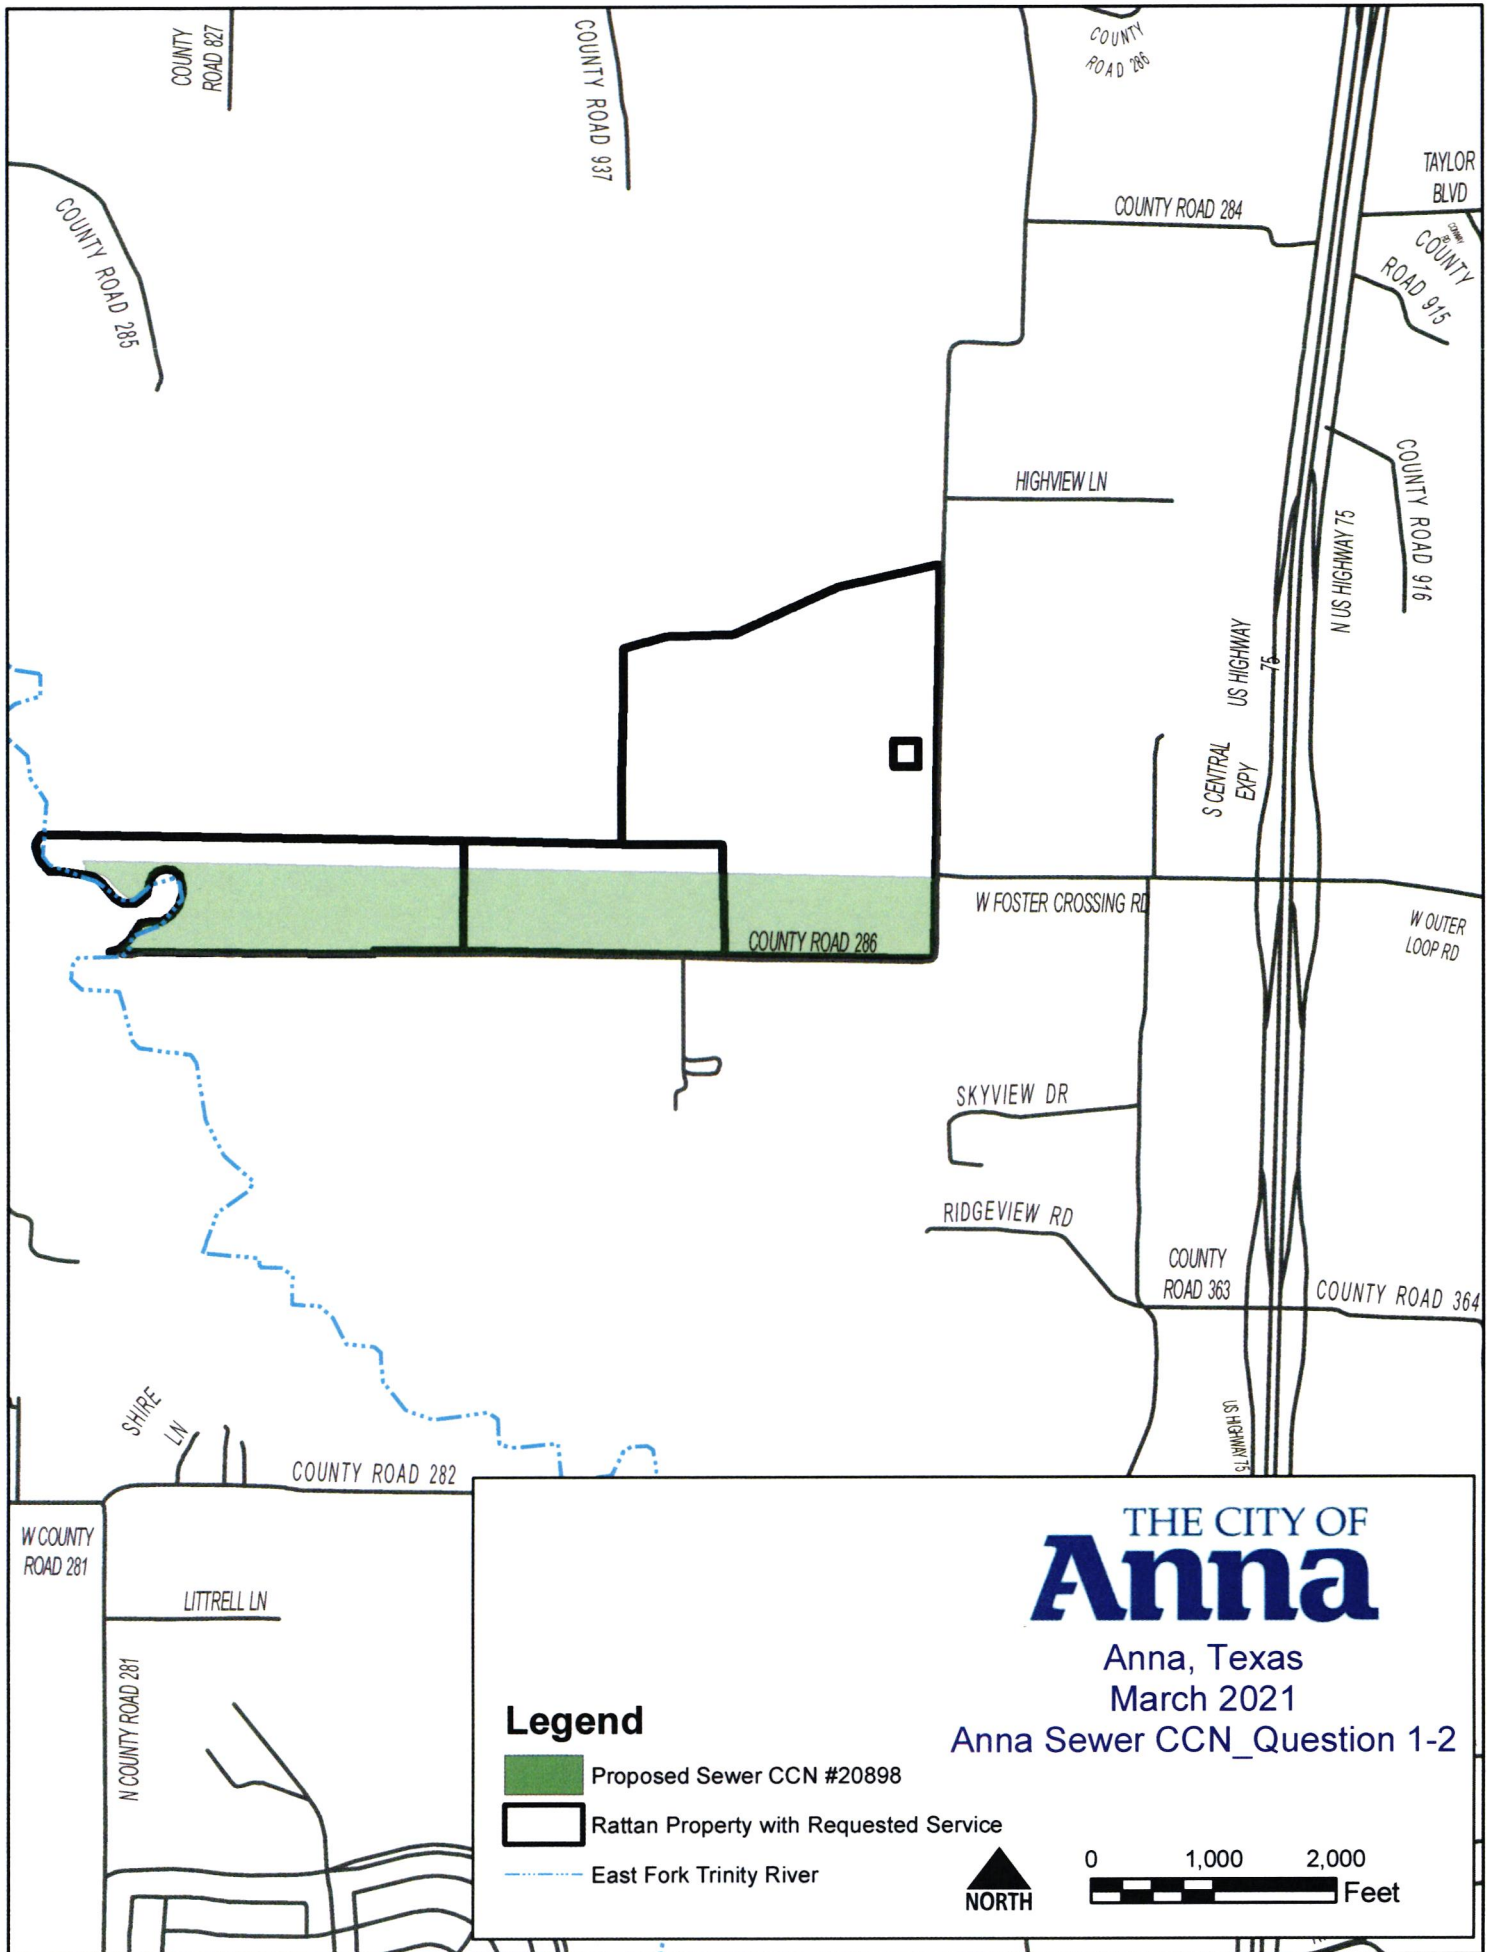 COUNTY
ROAD 827
COUNTY ROAD 937
COUNTY
ROAD 286
TAYLOR
BLVD
COUNTY ROAD 284
COUNTY
ROAD 915
COUNTY ROAD 285
COUNTY ROAD 916
HIGHVIEW LN
N US HIGHWAY 75
US HIGHWAY
75
S CENTRAL
EXPY
W FOSTER CROSSING RD
W OUTER
LOOP RD
COUNTY ROAD 286
SKYVIEW DR
RIDGEVIEW RD
COUNTY
ROAD 363
COUNTY ROAD 364
US HIGHWAY 75
SHIRE
LN
COUNTY ROAD 282
W COUNTY
ROAD 281
LITTRELL LN
N COUNTY ROAD 281
THE CITY OF
Anna
Anna, Texas
March 2021
Anna Sewer CCN_Question 1-2
Legend
Proposed Sewer CCN #20898
Rattan Property with Requested Service
East Fork Trinity River
NORTH
0 1,000 2,000
Feet